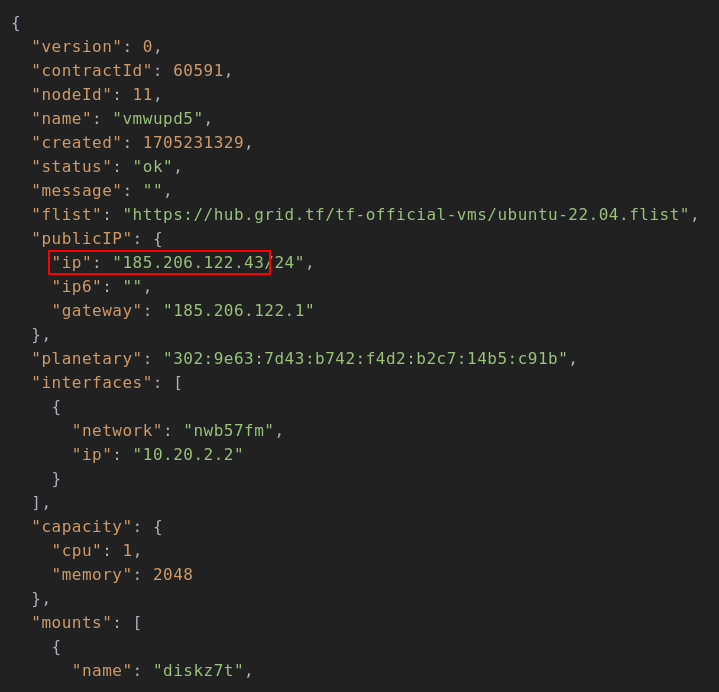 {
"version": 0,
"contractId": 60591,
"nodeId": 11,
"name": "vmwupd5",
"created": 1705231329,
"status": "ok",
"message": "",
"flist": "https://hub.grid.tf/tf-official-vms/ubuntu-22.04.flist",
"publicIP": {
"ip": "185.206.122.43/24",
"ip6": "",
"gateway": "185.206.122.1"
},
"planetary": "302:9e63:7d43:b742:f4d2:b2c7:14b5:c91b",
"interfaces": [
{
"network": "nwb57fm",
"ip": "10.20.2.2"
}
],
"capacity": {
"cpu": 1,
"memory": 2048
},
"mounts": [
{
"name": "diskz7t",